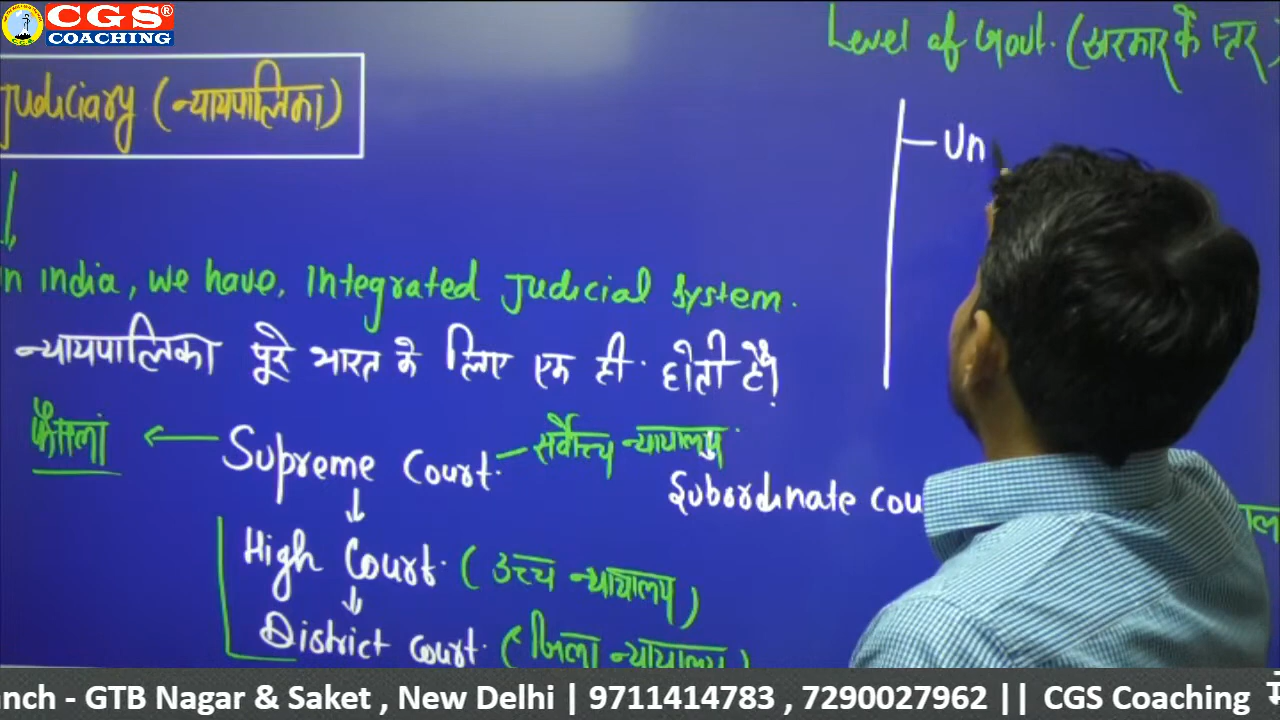 CGS®
COACHING
Level of Govt. (सरकार के स्तर)
Judiciary (न्यायपालिका)
Un
in india, we have, Integrated Judicial System.
न्यायपालिका पूरे भारत के लिए एक ही होती है।
फैसला ← Supreme Court. – सर्वोच्च न्यायालय
Subordinate cou
High Court. (उच्च न्यायालय)
District court. (जिला न्यायालय)
anch - GTB Nagar & Saket , New Delhi | 9711414783 , 7290027962 || CGS Coaching